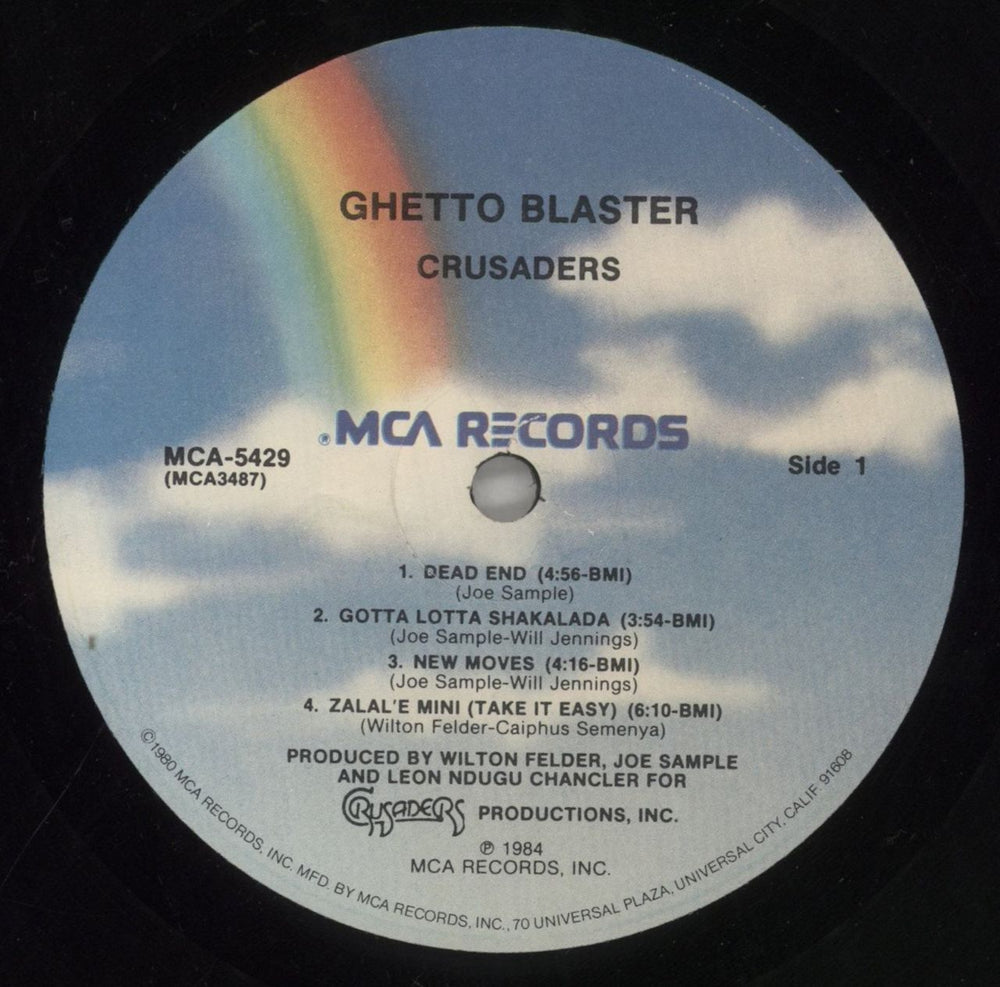 GHETTO BLASTER
CRUSADERS
® MCA RECORDS
MCA-5429
(MCA3487)
Side 1
1. DEAD END (4:56-BMI)
(Joe Sample)
2. GOTTA LOTTA SHAKALADA (3:54-BMI)
(Joe Sample-Will Jennings)
3. NEW MOVES (4:16-BMI)
(Joe Sample-Will Jennings)
4. ZALAL'E MINI (TAKE IT EASY) (6:10-BMI)
(Wilton Felder-Caiphus Semenya)
PRODUCED BY WILTON FELDER, JOE SAMPLE
AND LEON NDUGU CHANCLER FOR
CRUSADERS PRODUCTIONS, INC.
℗ 1984
MCA RECORDS, INC.
©1980 MCA RECORDS, INC. MFD. BY MCA RECORDS, INC., 70 UNIVERSAL PLAZA, UNIVERSAL CITY, CALIF. 91608